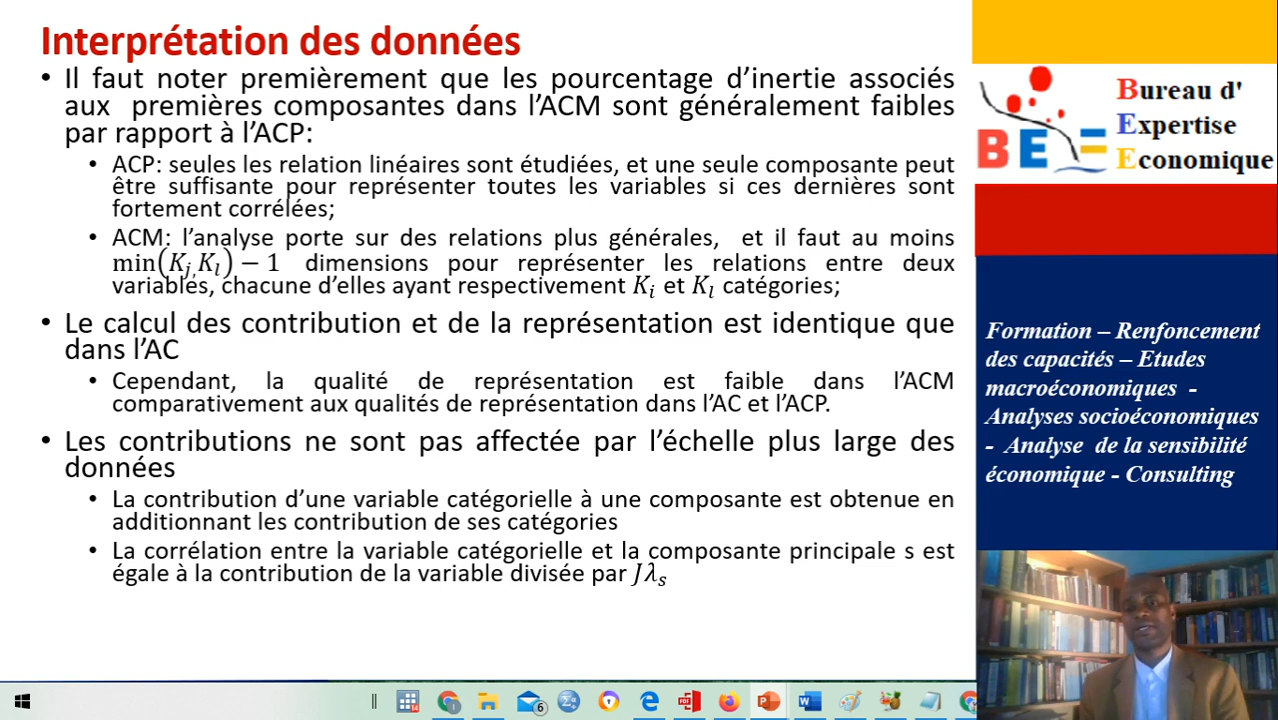 Interprétation des données
• Il faut noter premièrement que les pourcentage d’inertie associés
aux premières composantes dans l’ACM sont généralement faibles
par rapport à l’ACP:
• ACP: seules les relation linéaires sont étudiées, et une seule composante peut
être suffisante pour représenter toutes les variables si ces dernières sont
fortement corrélées;
• ACM: l’analyse porte sur des relations plus générales, et il faut au moins
min(K_j, K_l) − 1 dimensions pour représenter les relations entre deux
variables, chacune d’elles ayant respectivement K_i et K_l catégories;
• Le calcul des contribution et de la représentation est identique que
dans l’AC
• Cependant, la qualité de représentation est faible dans l’ACM
comparativement aux qualités de représentation dans l’AC et l’ACP.
• Les contributions ne sont pas affectée par l’échelle plus large des
données
• La contribution d’une variable catégorielle à une composante est obtenue en
additionnant les contribution de ses catégories
• La corrélation entre la variable catégorielle et la composante principale s est
égale à la contribution de la variable divisée par Jλ_s
BEE
Bureau d'
Expertise
Economique
Formation – Renfoncement
des capacités – Etudes
macroéconomiques -
Analyses socioéconomiques
- Analyse de la sensibilité
économique - Consulting